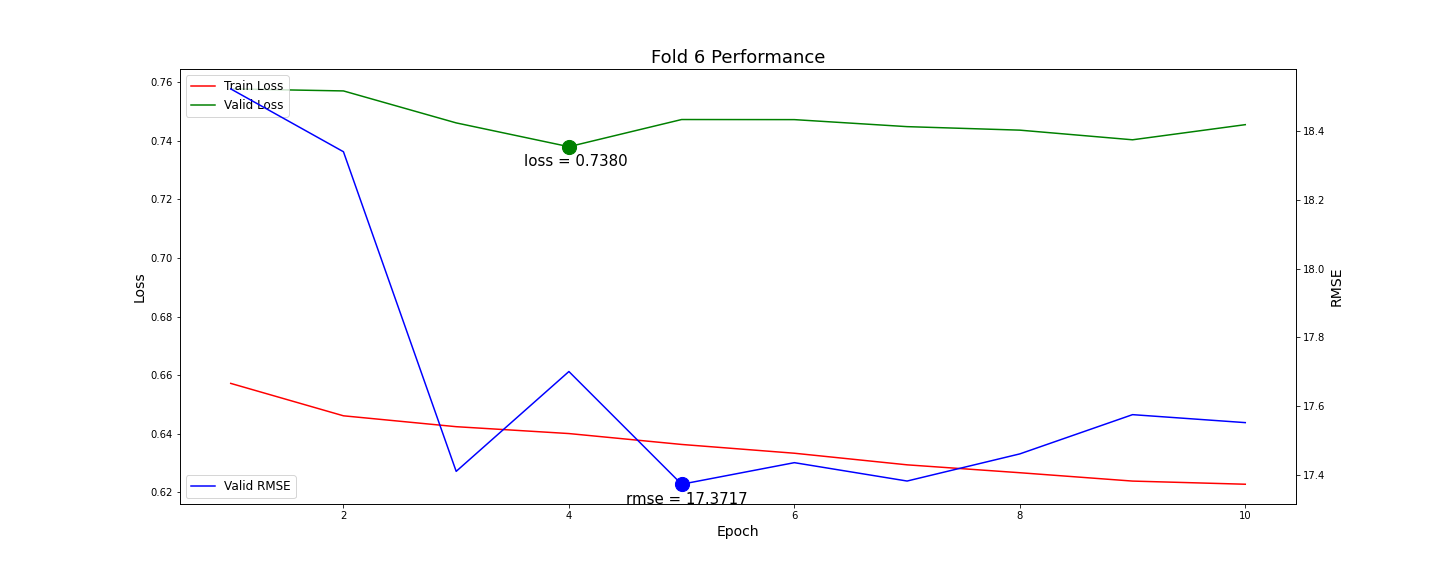 Fold 6 Performance
Train Loss
Valid Loss
0.76
0.74
0.72
0.70
0.68
0.66
0.64
0.62
Loss
loss = 0.7380
rmse = 17.3717
Valid RMSE
18.4
18.2
18.0
17.8
17.6
17.4
RMSE
2
4
6
8
10
Epoch